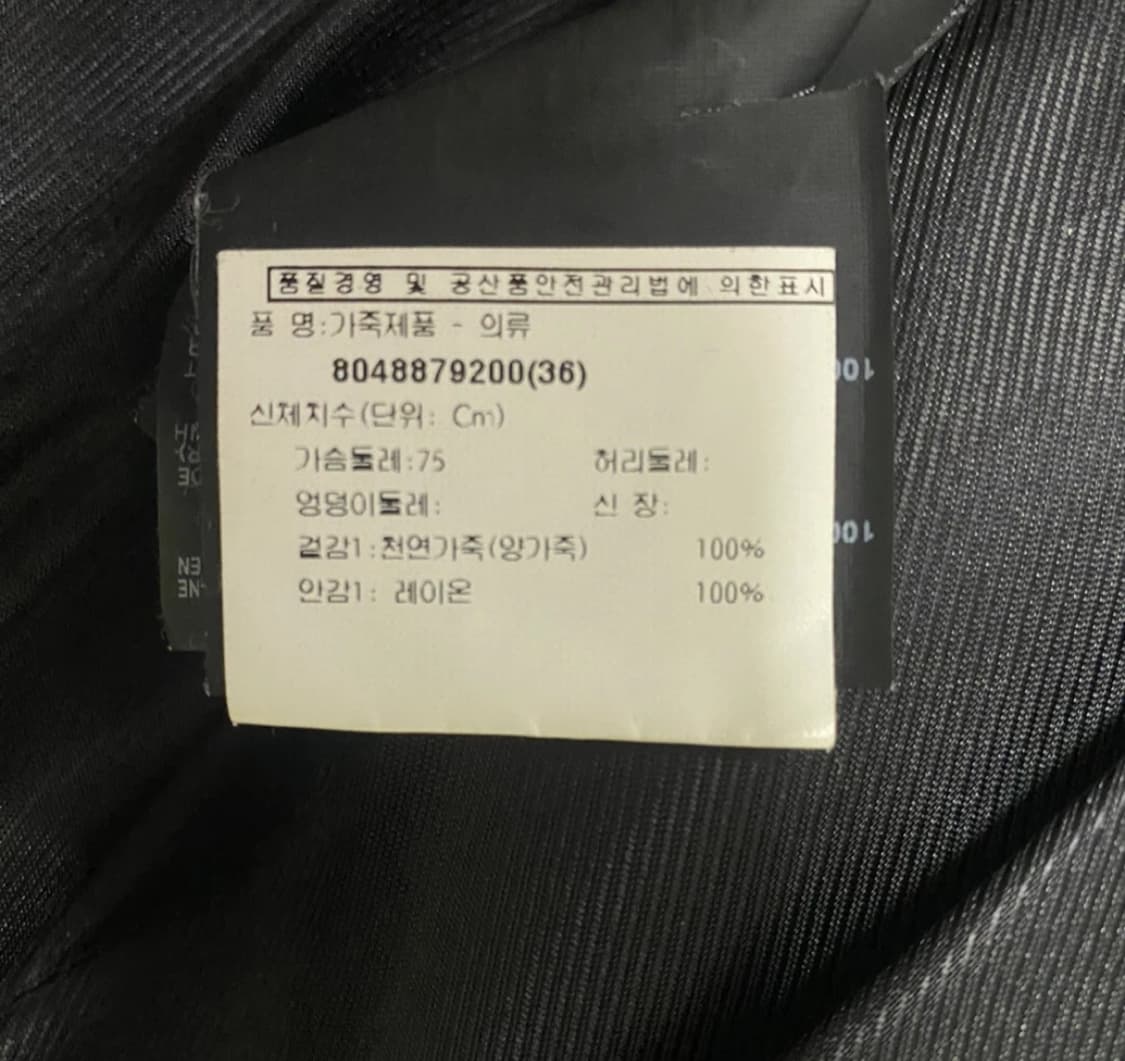 품질경영 및 공산품안전관리법에 의한표시
품 명:가죽제품 - 의류
8048879200(36)
신체치수(단위: Cm)
가슴둘레:75 허리둘레:
엉덩이둘레: 신 장:
겉감1:천연가죽(양가죽) 100%
안감1: 레이온 100%